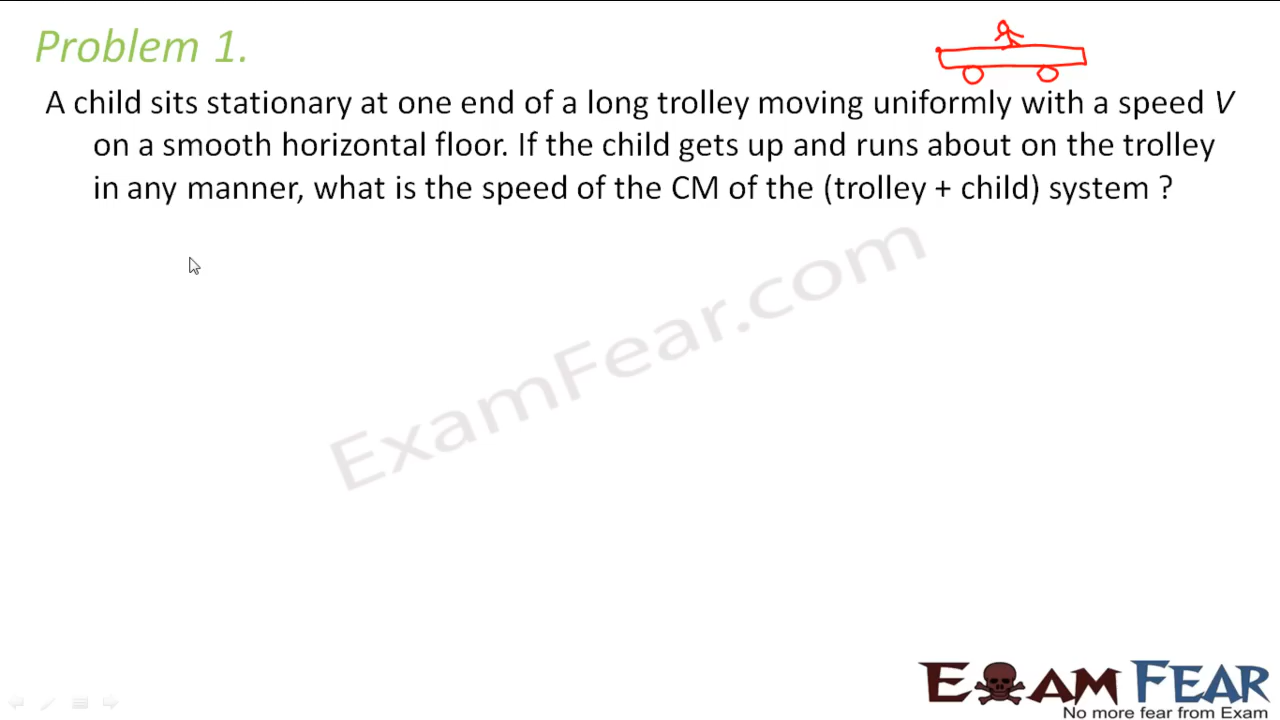 Problem 1.
A child sits stationary at one end of a long trolley moving uniformly with a speed V
on a smooth horizontal floor. If the child gets up and runs about on the trolley
in any manner, what is the speed of the CM of the (trolley + child) system ?
ExamFear.com
EXAM FEAR
No more fear from Exam